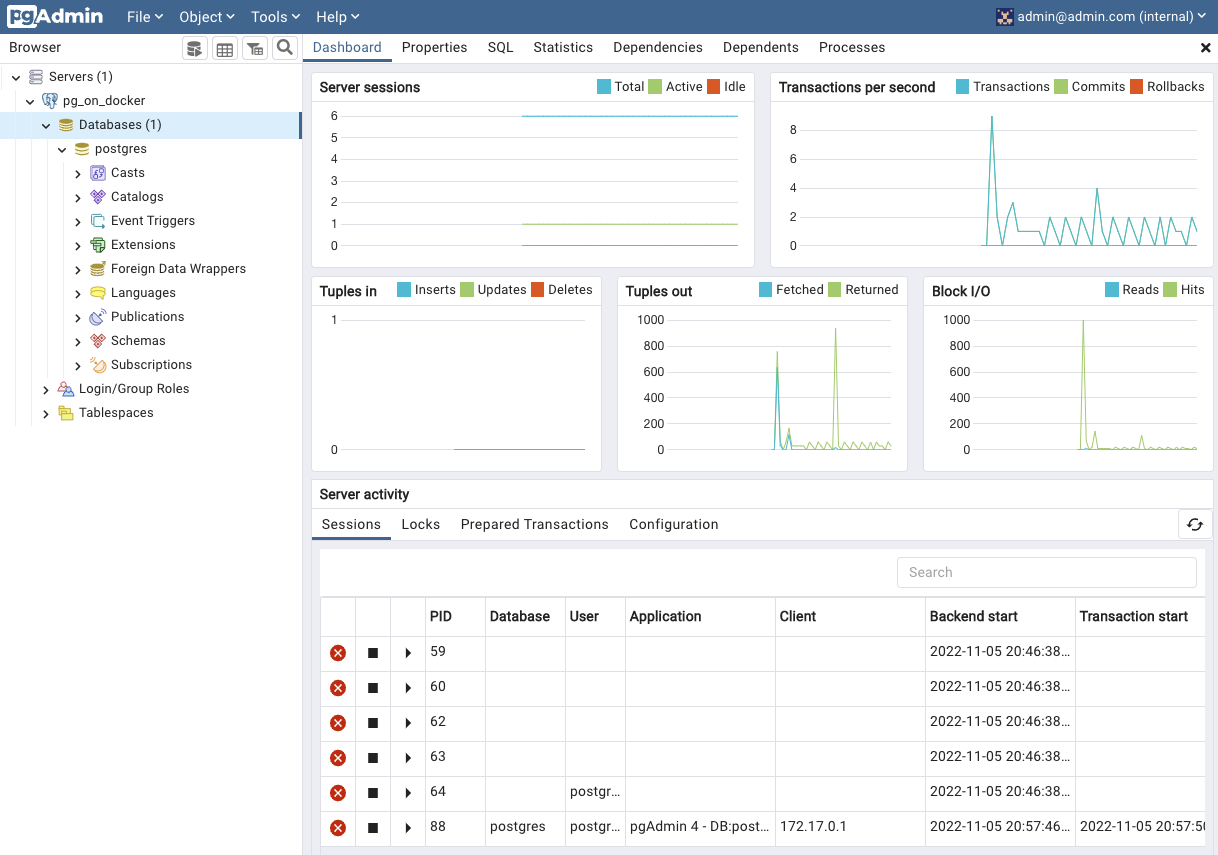 pgAdmin File Object Tools Help admin@admin.com (internal)
Browser Dashboard Properties SQL Statistics Dependencies Dependents Processes
Servers (1)
pg_on_docker
Databases (1)
postgres
Casts
Catalogs
Event Triggers
Extensions
Foreign Data Wrappers
Languages
Publications
Schemas
Subscriptions
Login/Group Roles
Tablespaces
Server sessions Total Active Idle
6
5
4
3
2
1
0
Transactions per second Transactions Commits Rollbacks
8
6
4
2
0
Tuples in Inserts Updates Deletes
1
0
Tuples out Fetched Returned
1000
800
600
400
200
0
Block I/O Reads Hits
1000
800
600
400
200
0
Server activity
Sessions Locks Prepared Transactions Configuration
Search
PID Database User Application Client Backend start Transaction start
59 2022-11-05 20:46:38...
60 2022-11-05 20:46:38...
62 2022-11-05 20:46:38...
63 2022-11-05 20:46:38...
64 postgr... 2022-11-05 20:46:38...
88 postgres postgr... pgAdmin 4 - DB:post... 172.17.0.1 2022-11-05 20:57:46... 2022-11-05 20:57:50